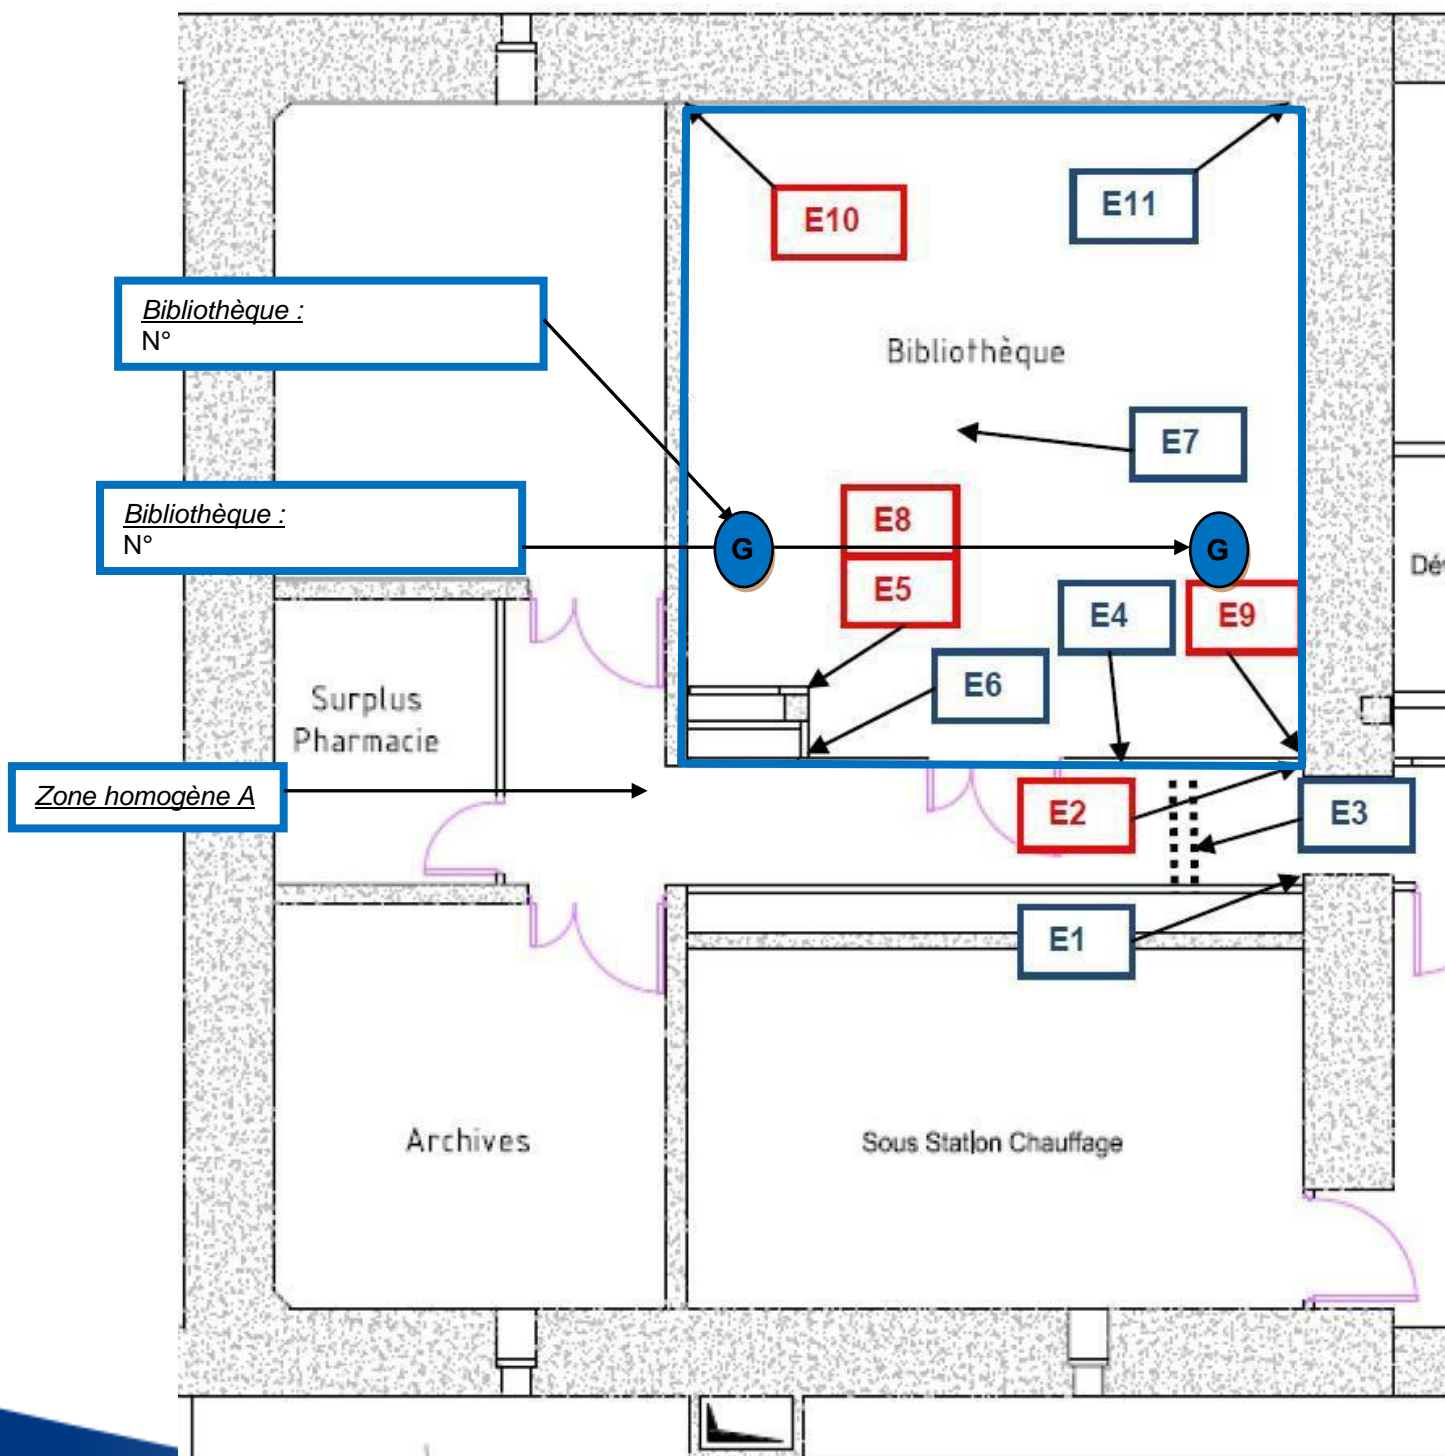 E10
E11
Bibliothèque :
N°
Bibliothèque
E7
Bibliothèque :
N°
E8
G
G
E5
E4
E9
Dév
E6
Surplus
Pharmacie
Zone homogène A
E2
E3
E1
Archives
Sous Station Chauffage